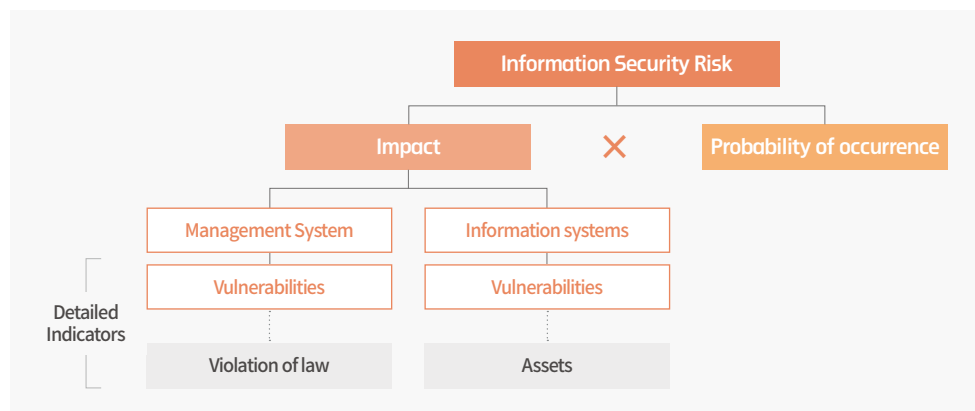 Information Security Risk
Impact
×
Probability of occurrence
Management System
Information systems
Vulnerabilities
Vulnerabilities
Detailed
Indicators
Violation of law
Assets